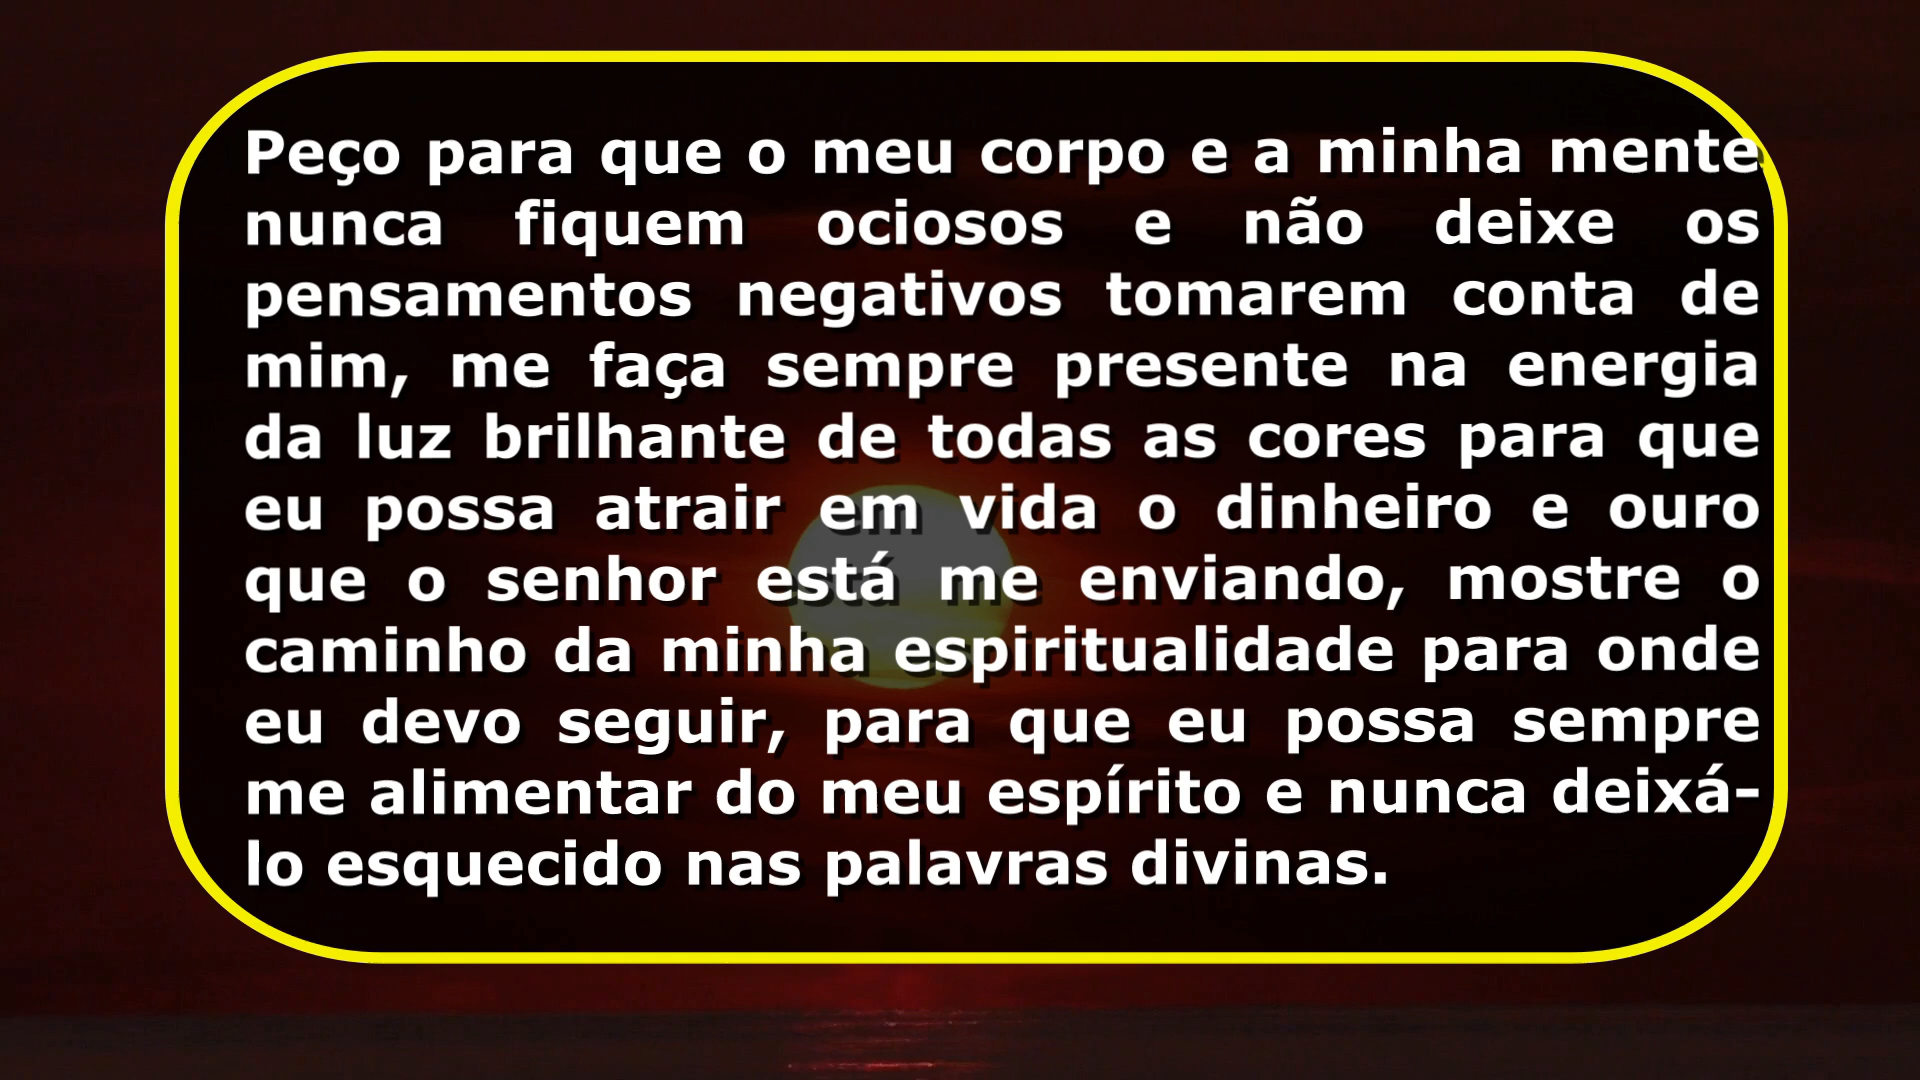 Peço para que o meu corpo e a minha mente
nunca fiquem ociosos e não deixe os
pensamentos negativos tomarem conta de
mim, me faça sempre presente na energia
da luz brilhante de todas as cores para que
eu possa atrair em vida o dinheiro e ouro
que o senhor está me enviando, mostre o
caminho da minha espiritualidade para onde
eu devo seguir, para que eu possa sempre
me alimentar do meu espírito e nunca deixá-
lo esquecido nas palavras divinas.